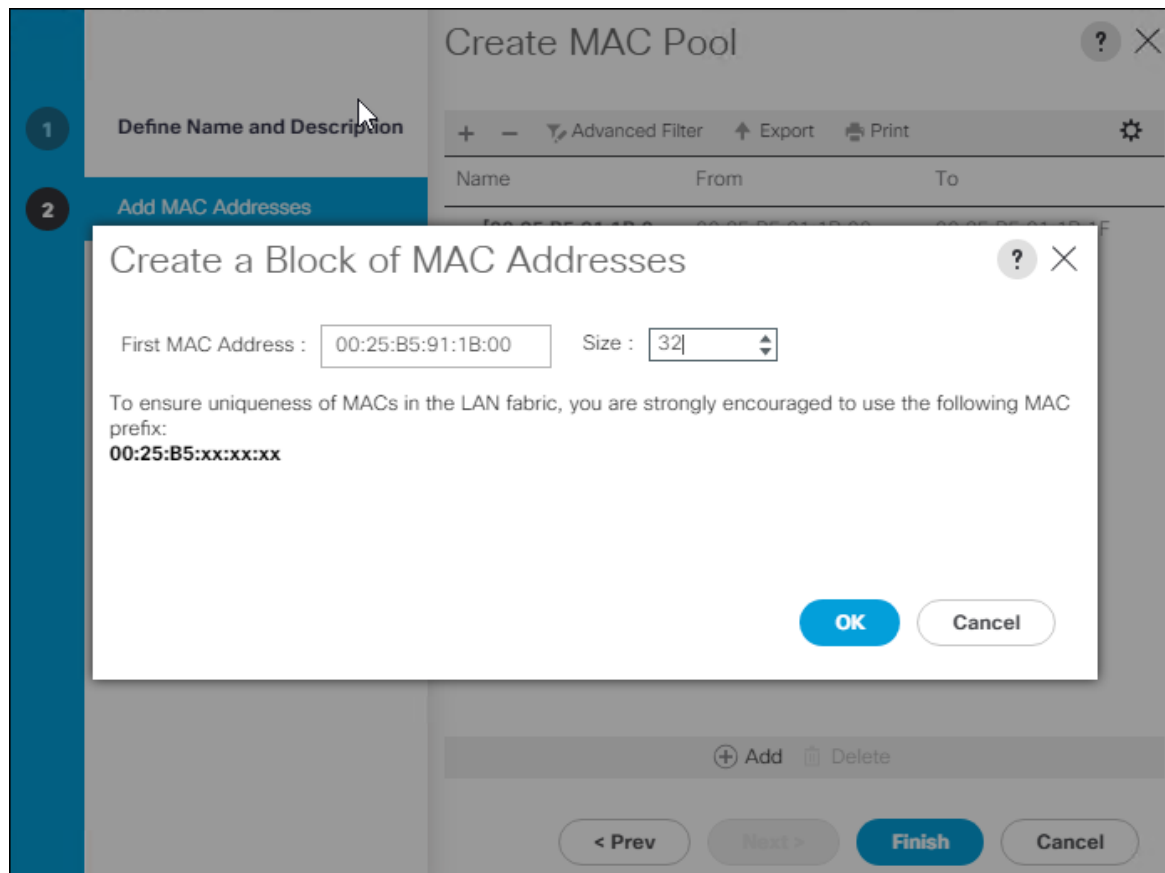 Create MAC Pool
?
1
Define Name and Description
+ − Advanced Filter Export Print
Name From To
2
Add MAC Addresses
Create a Block of MAC Addresses
?
First MAC Address : 00:25:B5:91:1B:00 Size : 32
To ensure uniqueness of MACs in the LAN fabric, you are strongly encouraged to use the following MAC
prefix:
00:25:B5:xx:xx:xx
OK Cancel
Add Delete
< Prev Next > Finish Cancel